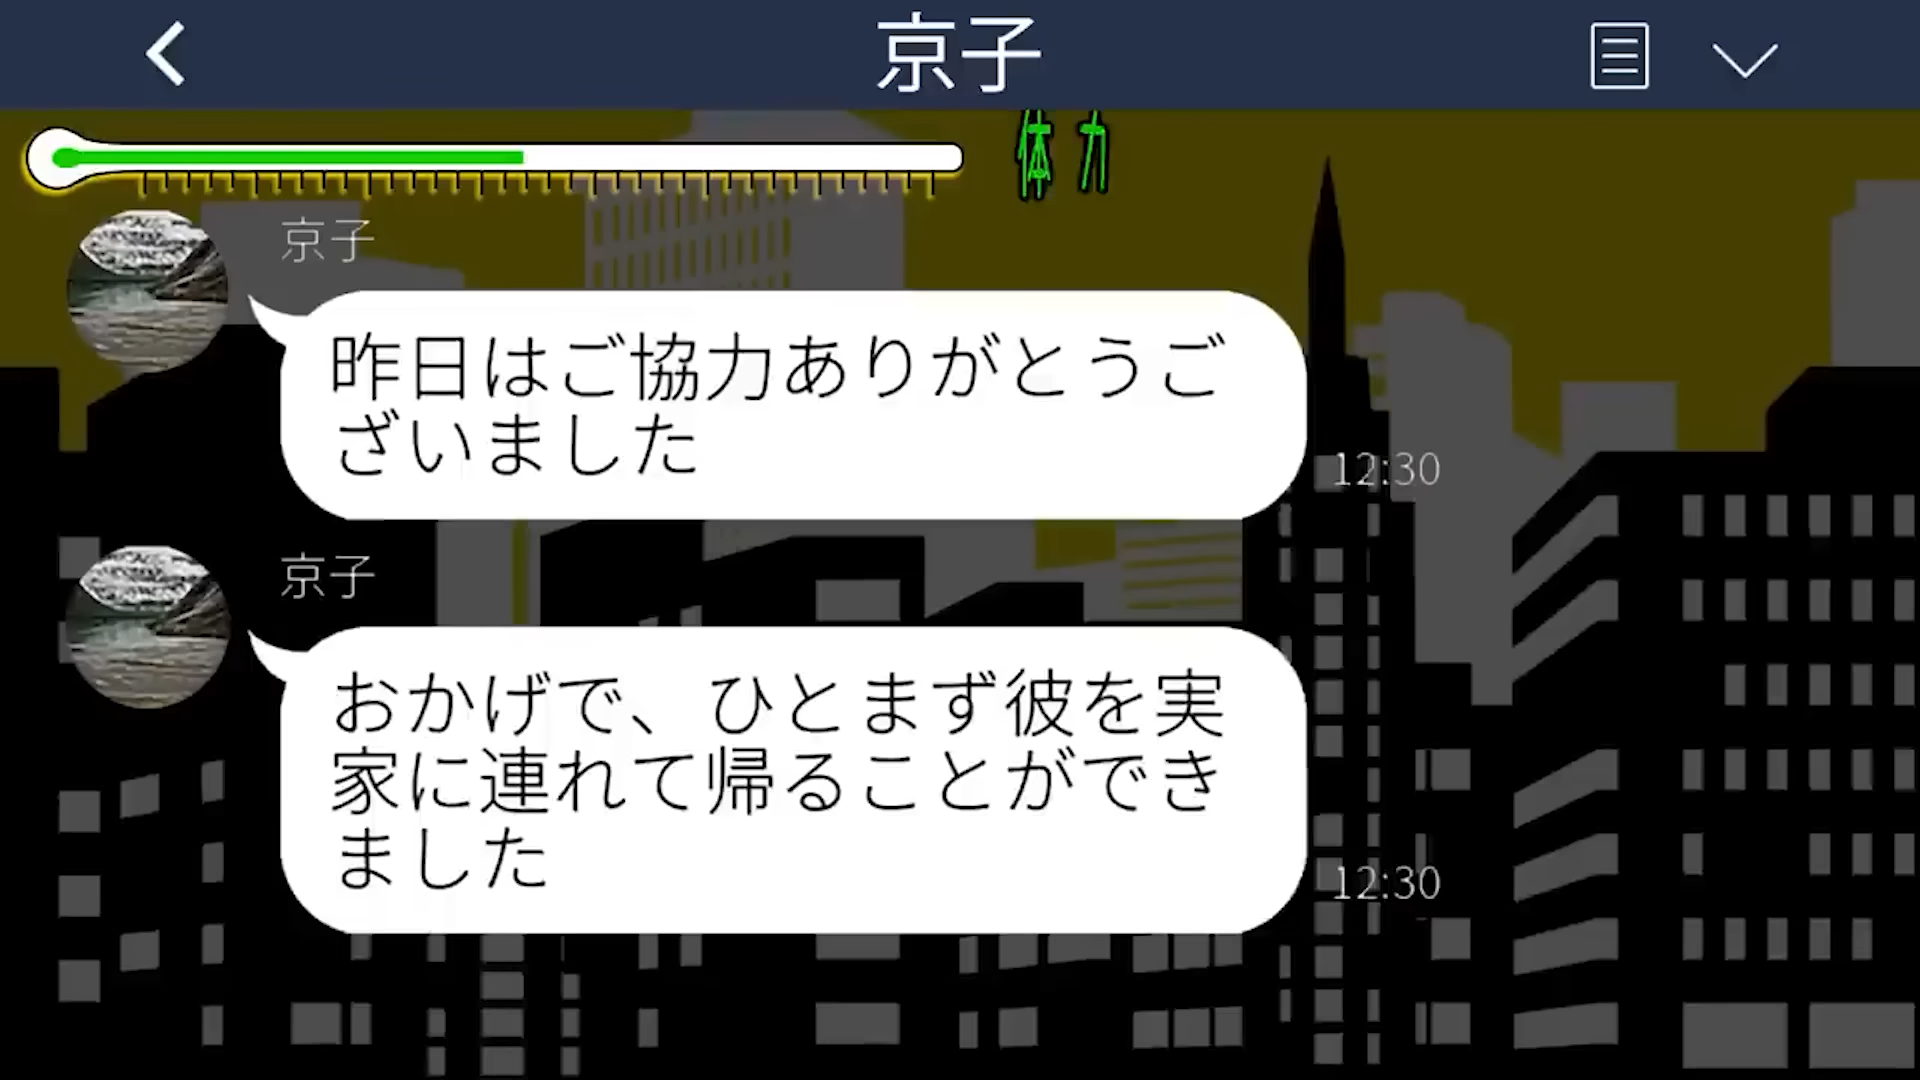 京子
体力
京子
昨日はご協力ありがとうご
ざいました
12:30
京子
おかげで、ひとまず彼を実
家に連れて帰ることができ
ました
12:30